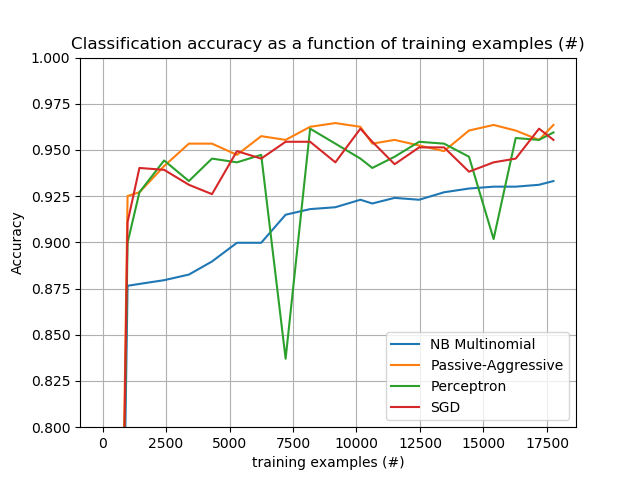 Classification accuracy as a function of training examples (#)
1.000
0.975
0.950
0.925
0.900
0.875
0.850
0.825
0.800
Accuracy
NB Multinomial
Passive-Aggressive
Perceptron
SGD
0 2500 5000 7500 10000 12500 15000 17500
training examples (#)